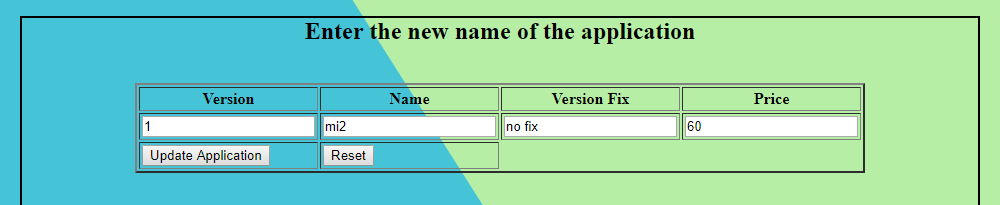 Enter the new name of the application
Version Name Version Fix Price
1 mi2 no fix 60
Update Application Reset